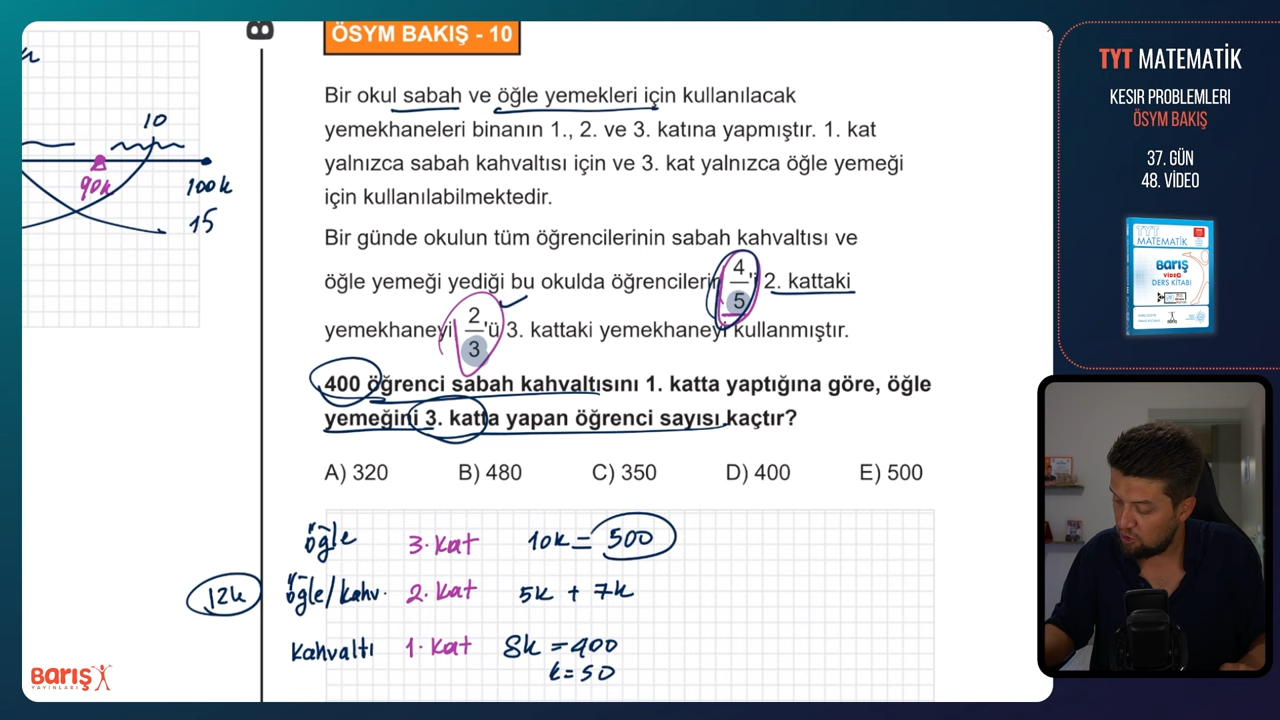 ÖSYM BAKIŞ - 10
Bir okul sabah ve öğle yemekleri için kullanılacak
yemekhaneleri binanın 1., 2. ve 3. katına yapmıştır. 1. kat
yalnızca sabah kahvaltısı için ve 3. kat yalnızca öğle yemeği
için kullanılabilmektedir.
Bir günde okulun tüm öğrencilerinin sabah kahvaltısı ve
öğle yemeği yediği bu okulda öğrencilerin 4/5'i 2. kattaki
yemekhaneyi 2/3'ü 3. kattaki yemekhaneyi kullanmıştır.
400 öğrenci sabah kahvaltısını 1. katta yaptığına göre, öğle
yemeğini 3. katta yapan öğrenci sayısı kaçtır?
A) 320 B) 480 C) 350 D) 400 E) 500
öğle 3. kat 10k = 500
12k öğle/kahv. 2. kat 5k + 7k
kahvaltı 1. kat 8k = 400
k = 50
10
90k 100k
15
TYT MATEMATİK
KESIR PROBLEMLERI
ÖSYM BAKIŞ
37. GÜN
48. VİDEO
TYT
MATEMATİK
BARIŞ
VİDEO
DERS KİTABI
BARIŞ
YAYINLARI